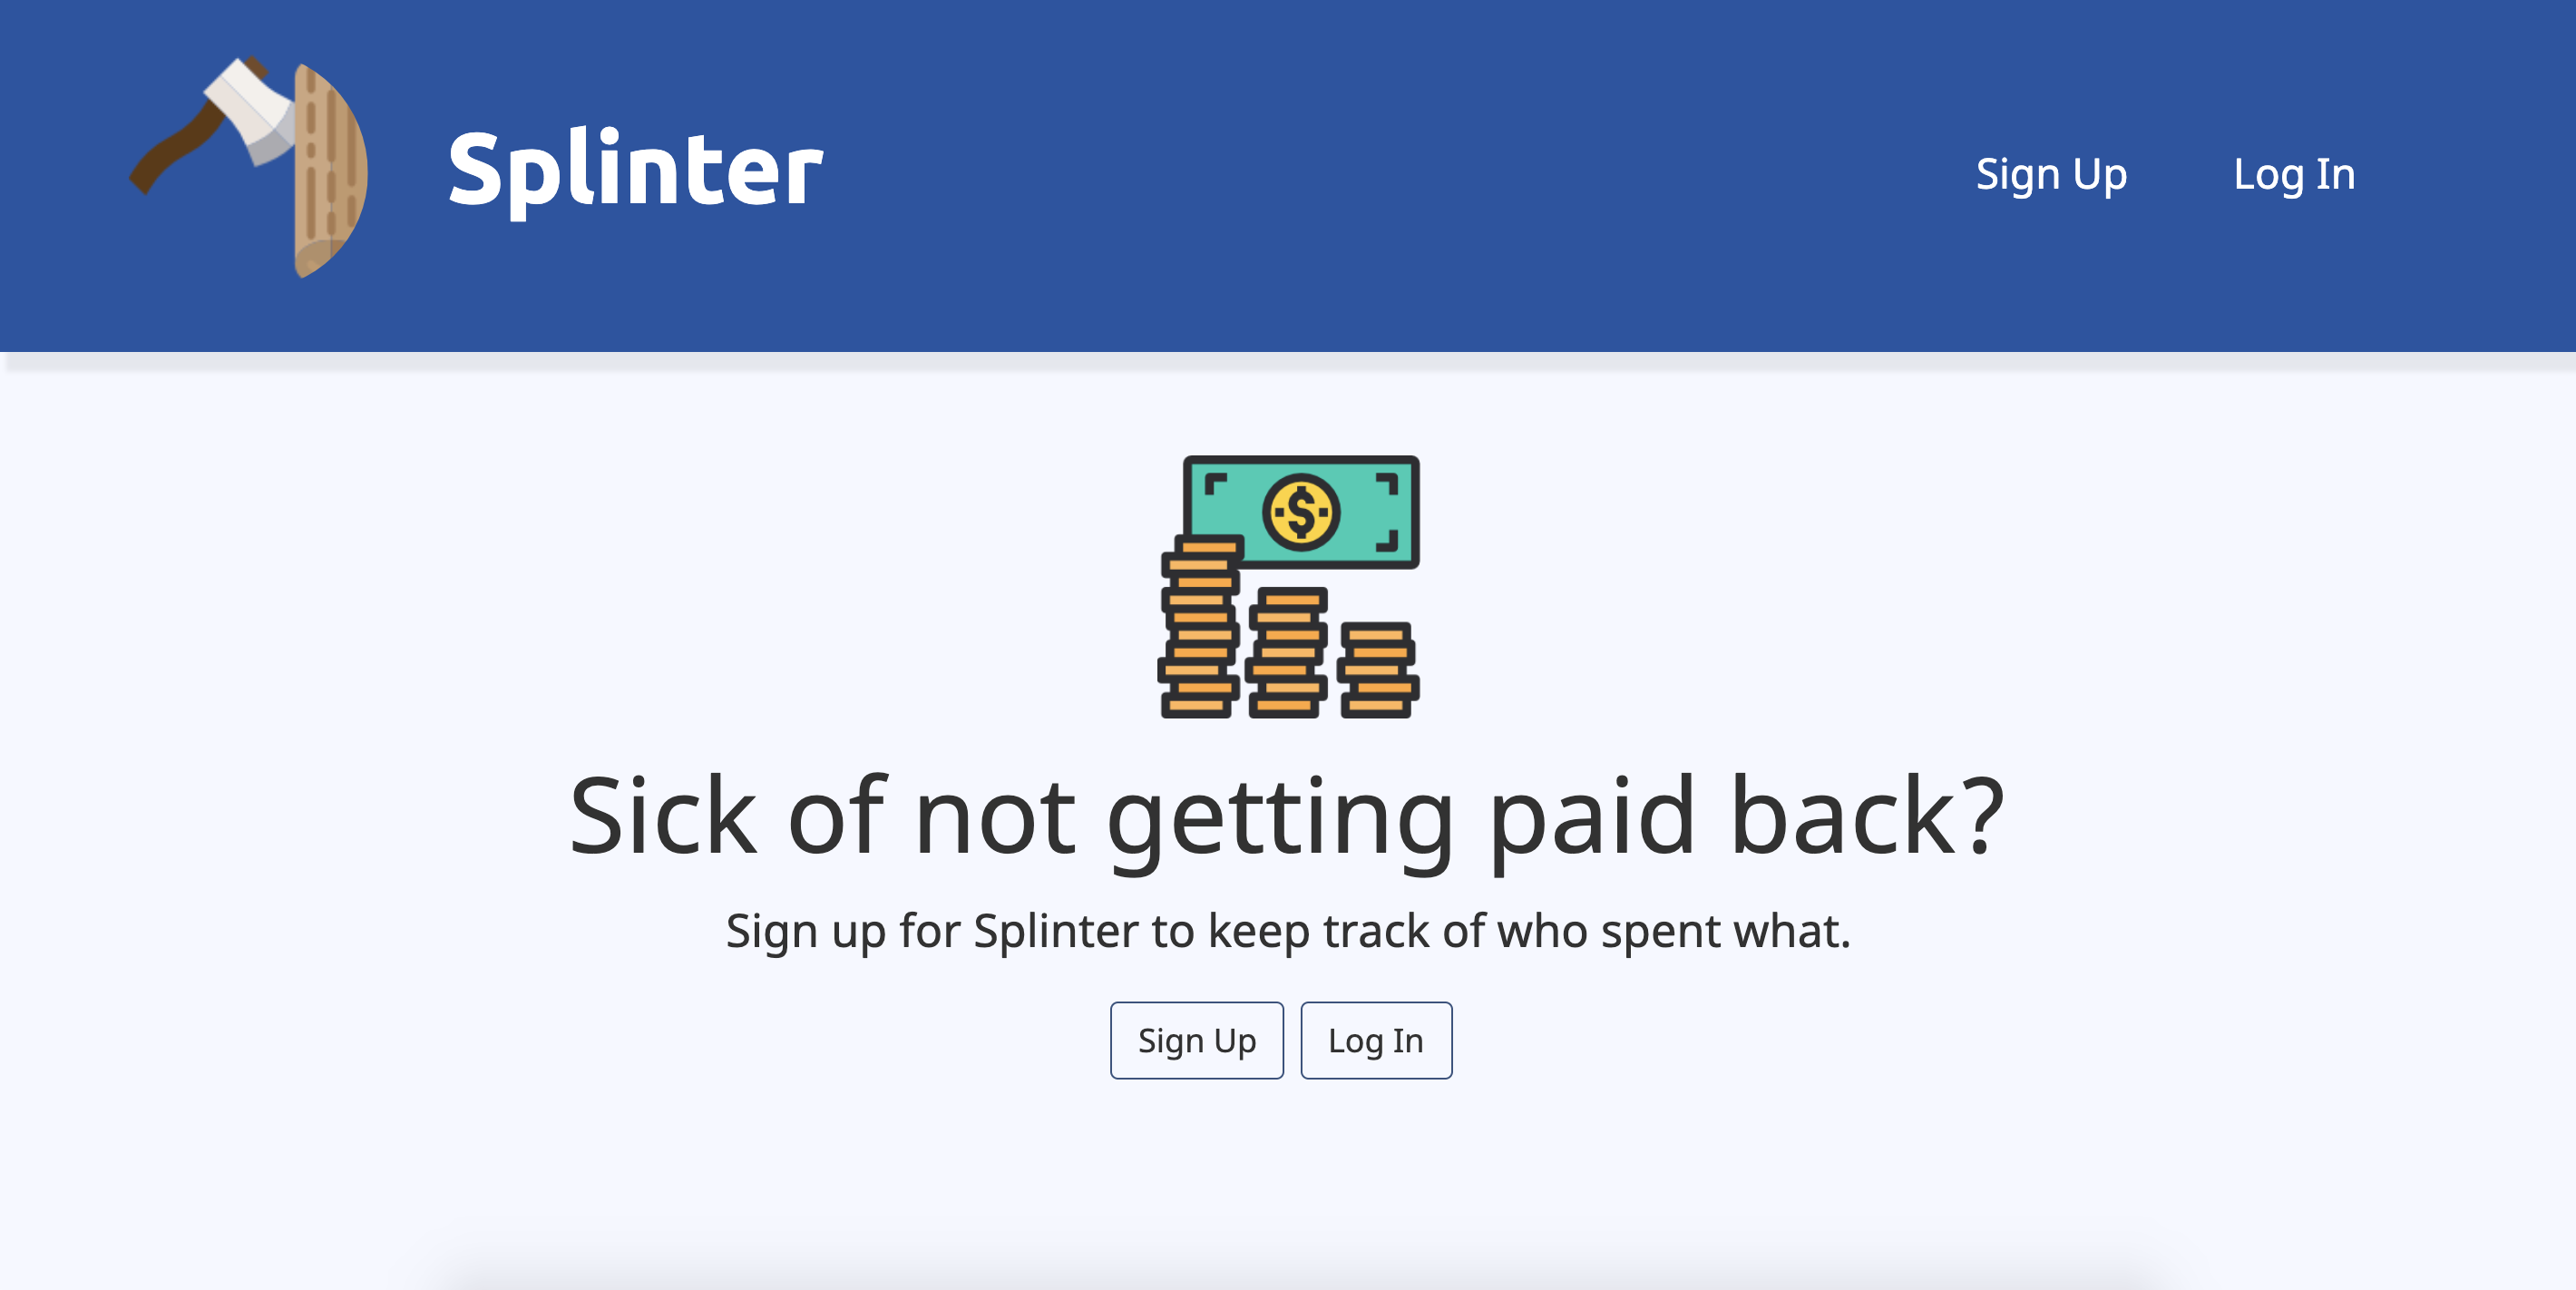 Splinter
Sign Up
Log In
$
Sick of not getting paid back?
Sign up for Splinter to keep track of who spent what.
Sign Up
Log In